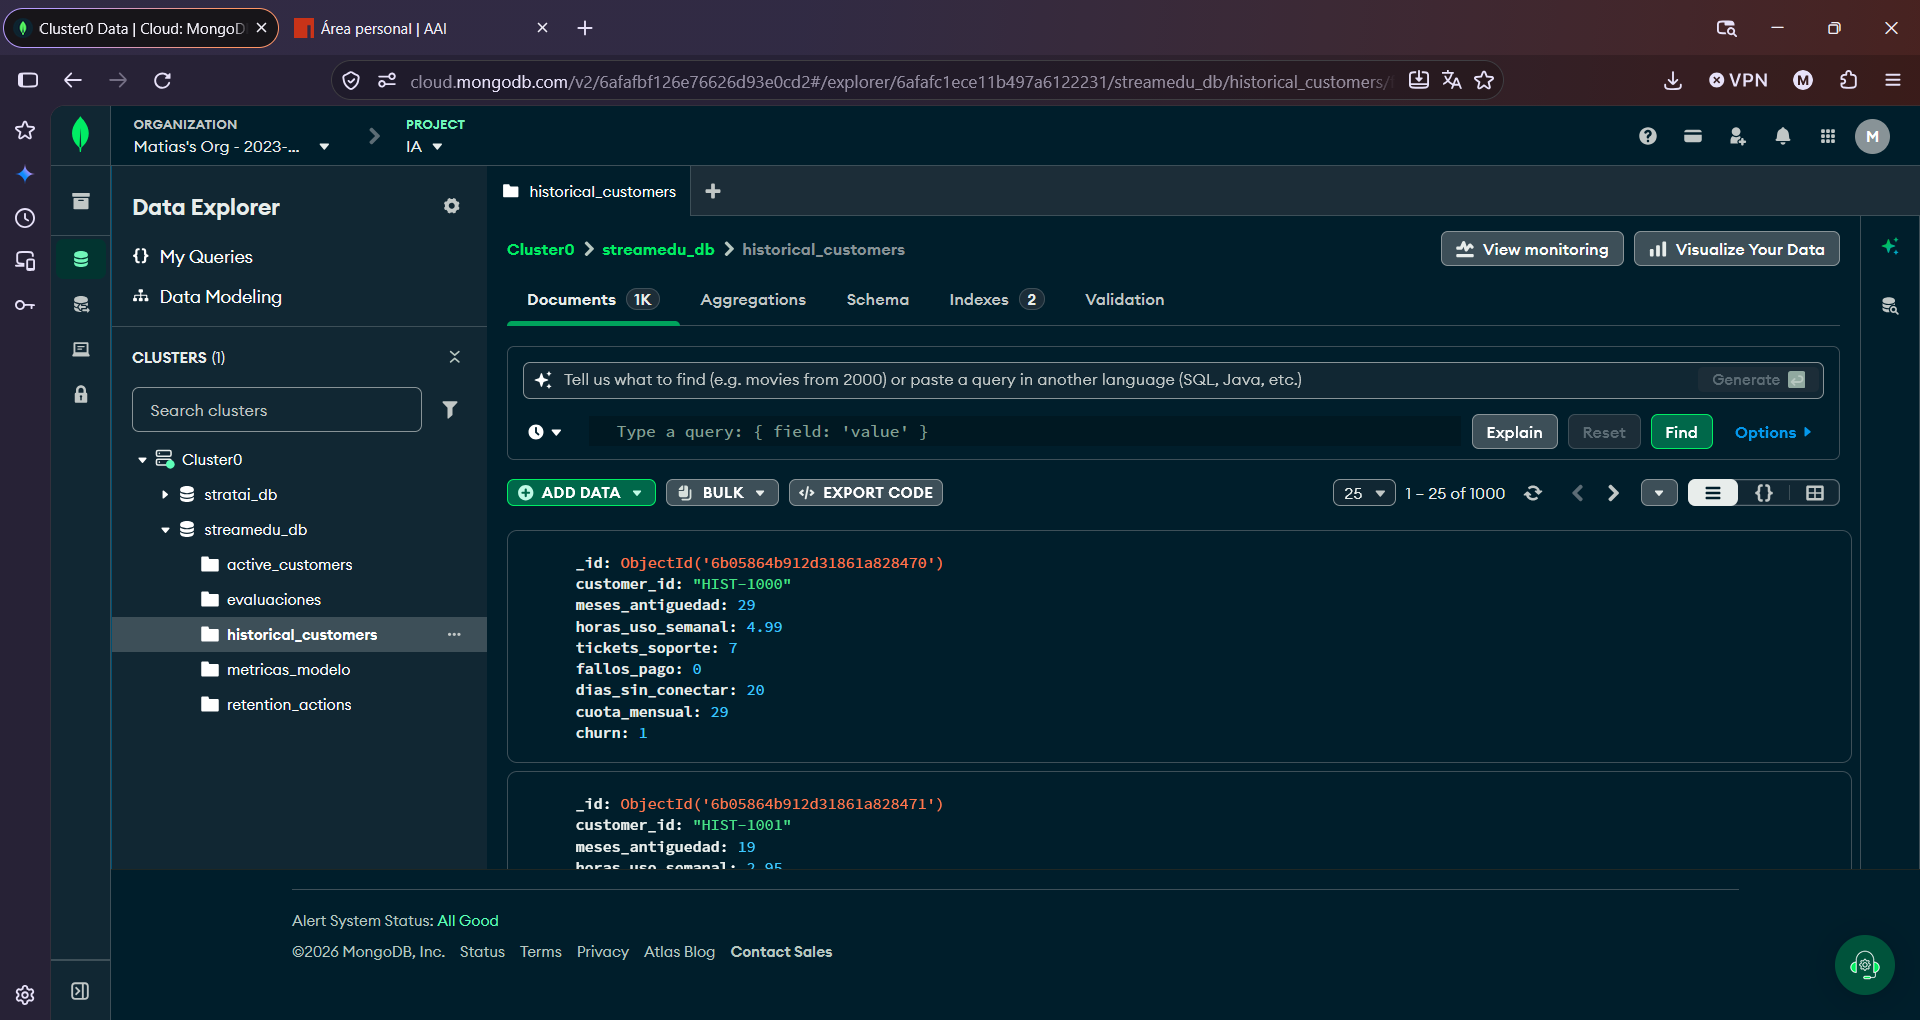 Cluster0 Data | Cloud: MongoD
Área personal | AAI
cloud.mongodb.com/v2/6afafbf126e76626d93e0cd2#/explorer/6afafc1ece11b497a6122231/streamedu_db/historical_customers/
VPN
M
ORGANIZATION
Matias's Org - 2023-...
PROJECT
IA
M
Data Explorer
My Queries
Data Modeling
CLUSTERS (1)
Search clusters
Cluster0
stratai_db
streamedu_db
active_customers
evaluaciones
historical_customers
metricas_modelo
retention_actions
historical_customers
Cluster0 > streamedu_db > historical_customers
View monitoring
Visualize Your Data
Documents 1K
Aggregations
Schema
Indexes 2
Validation
Tell us what to find (e.g. movies from 2000) or paste a query in another language (SQL, Java, etc.)
Generate
Type a query: { field: 'value' }
Explain
Reset
Find
Options
ADD DATA
BULK
EXPORT CODE
25
1 – 25 of 1000
_id: ObjectId('6b05864b912d31861a828470')
customer_id: "HIST-1000"
meses_antiguedad: 29
horas_uso_semanal: 4.99
tickets_soporte: 7
fallos_pago: 0
dias_sin_conectar: 20
cuota_mensual: 29
churn: 1
_id: ObjectId('6b05864b912d31861a828471')
customer_id: "HIST-1001"
meses_antiguedad: 19
horas_uso_semanal: 2.95
Alert System Status: All Good
©2026 MongoDB, Inc.
Status
Terms
Privacy
Atlas Blog
Contact Sales